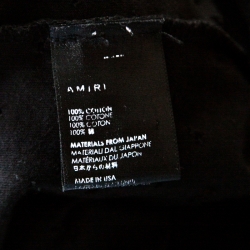 AMIRI
100% COTTON
100% COTONE
100% COTON
100% 綿
MATERIALS FROM JAPAN
MATERIALI DAL GIAPPONE
MATÉRIAUX DU JAPON
日本からの材料
MADE IN USA